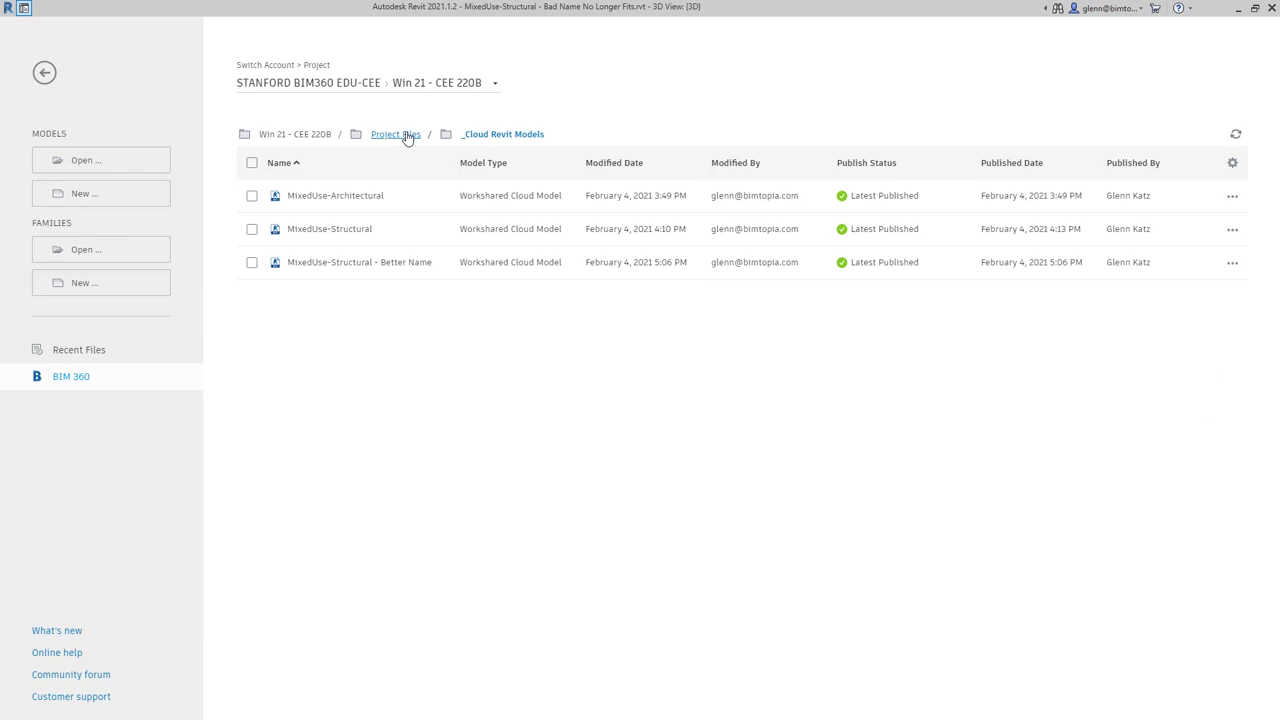 Autodesk Revit 2021.1.2 - MixedUse-Structural - Bad Name No Longer Fits.rvt - 3D View: {3D}
glenn@bimto...
Switch Account > Project
STANFORD BIM360 EDU-CEE › Win 21 - CEE 220B
MODELS
Open ...
New ...
FAMILIES
Open ...
New ...
Recent Files
BIM 360
What's new
Online help
Community forum
Customer support
Win 21 - CEE 220B / Project Files / _Cloud Revit Models
Name Model Type Modified Date Modified By Publish Status Published Date Published By
MixedUse-Architectural Workshared Cloud Model February 4, 2021 3:49 PM glenn@bimtopia.com Latest Published February 4, 2021 3:49 PM Glenn Katz
MixedUse-Structural Workshared Cloud Model February 4, 2021 4:10 PM glenn@bimtopia.com Latest Published February 4, 2021 4:13 PM Glenn Katz
MixedUse-Structural - Better Name Workshared Cloud Model February 4, 2021 5:06 PM glenn@bimtopia.com Latest Published February 4, 2021 5:06 PM Glenn Katz